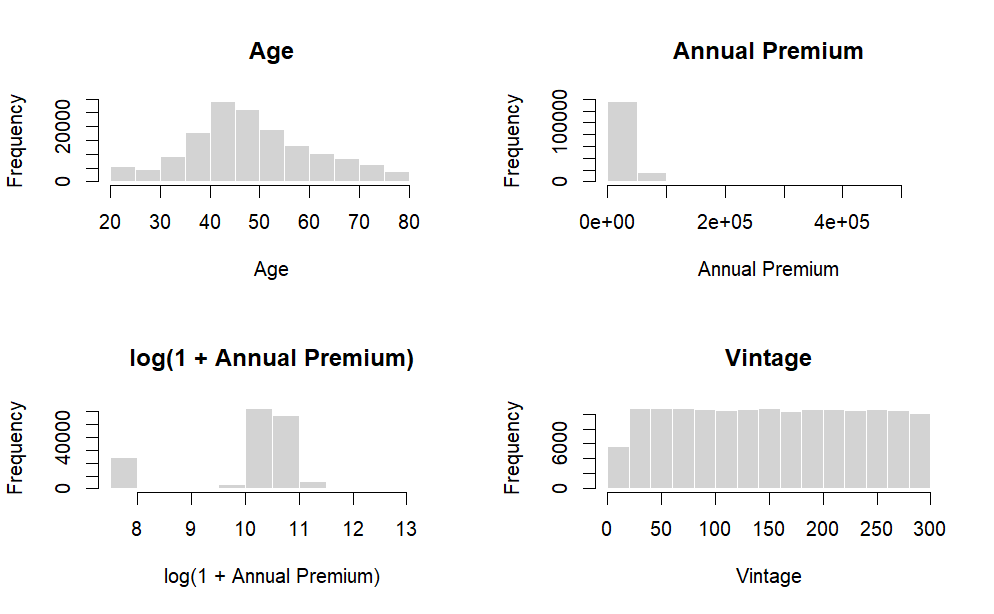 Age
Frequency
0
20000
20 30 40 50 60 70 80
Age
Annual Premium
Frequency
0
100000
0e+00 2e+05 4e+05
Annual Premium
log(1 + Annual Premium)
Frequency
0
40000
8 9 10 11 12 13
log(1 + Annual Premium)
Vintage
Frequency
0
6000
0 50 100 150 200 250 300
Vintage